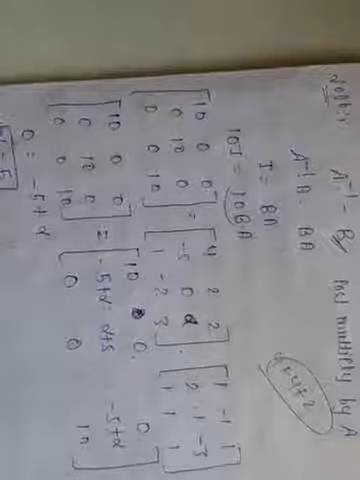 A⁻¹ = B, Post multiply by A
A⁻¹A = BA
I = BA
10I = 10BA
4+4+2
[10 0 0
0 10 0
0 0 10] = [4 2 2
-5 0 α
1 -2 3] . [1 -1 1
2 1 -3
1 1 1]
[10 0 0
0 10 0
0 0 10] = [10 0 0
-5+α α+5 -5+α
0 0 10]
0 = -5+α
α = 5